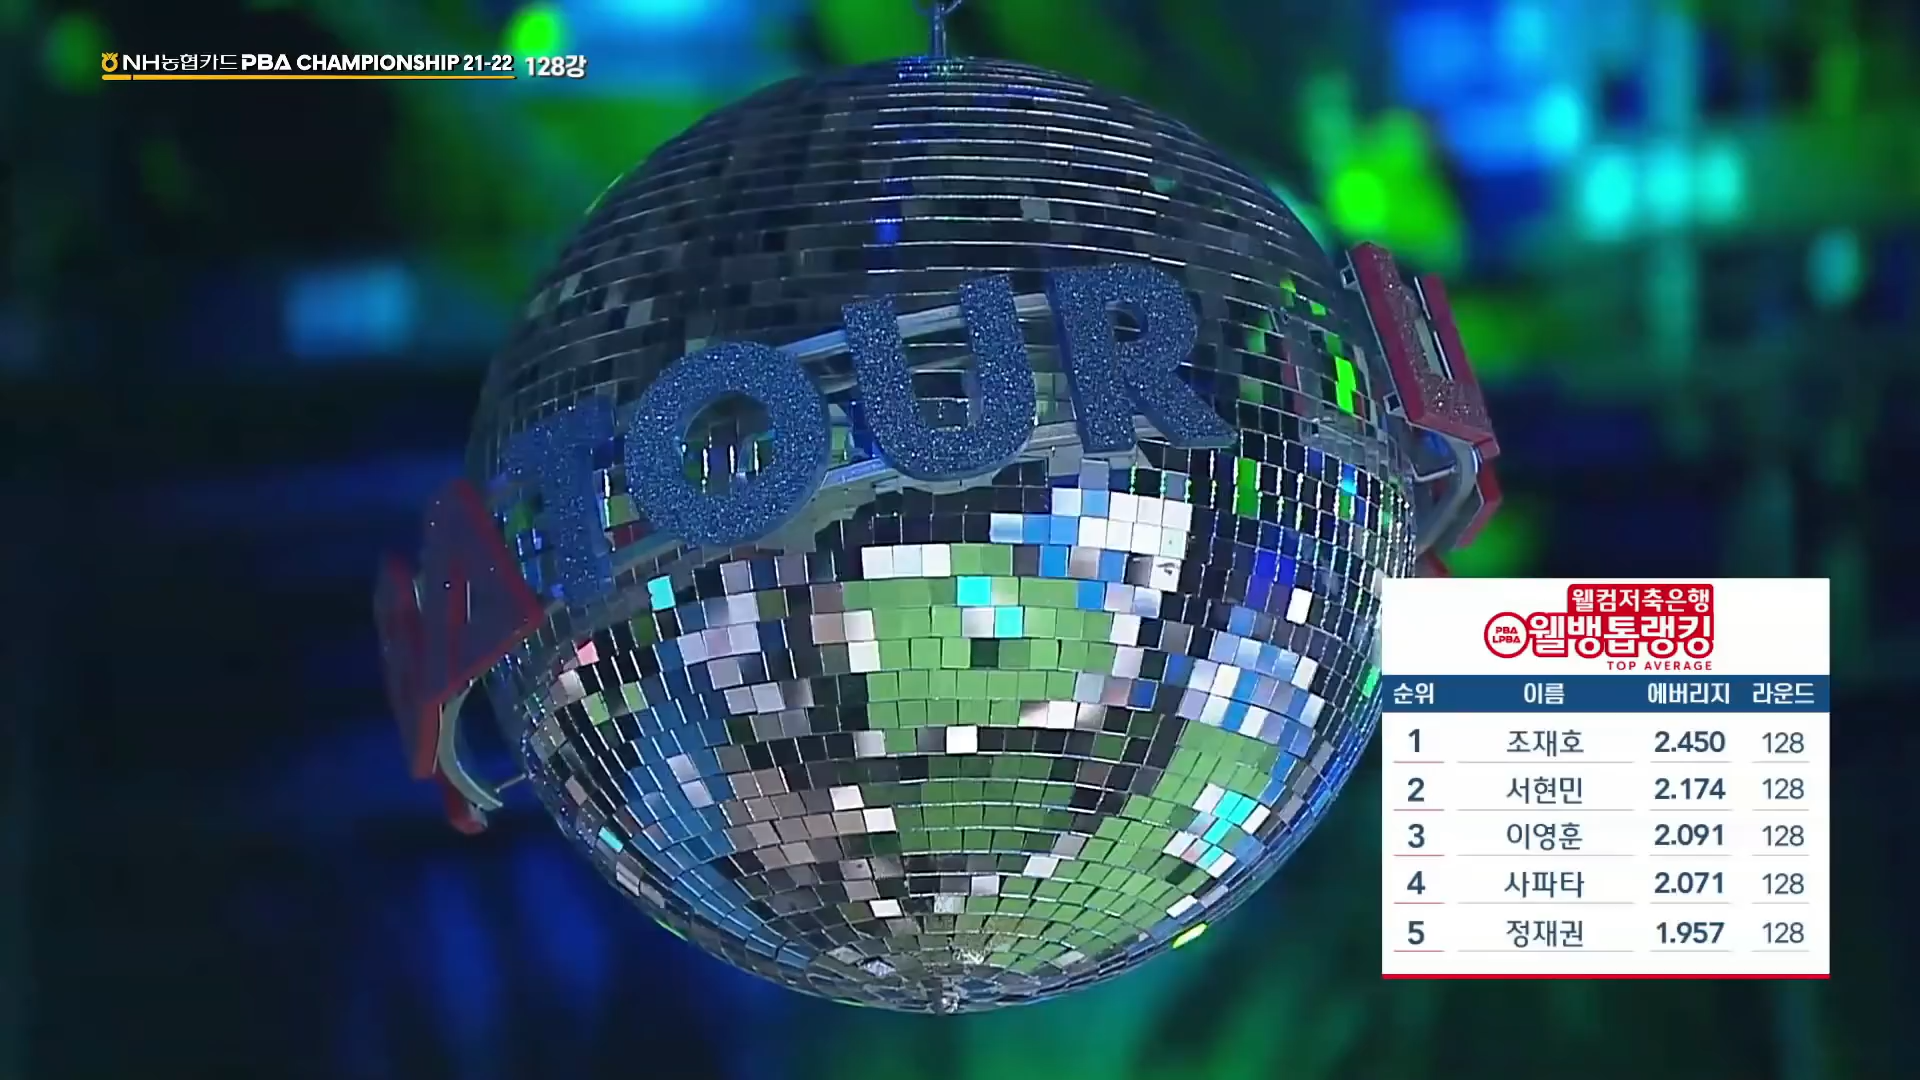 NH농협카드 PBA CHAMPIONSHIP 21-22 128강
TOUR
웰컴저축은행
PBA
LPBA
웰뱅톱랭킹
TOP AVERAGE
순위 이름 에버리지 라운드
1 조재호 2.450 128
2 서현민 2.174 128
3 이영훈 2.091 128
4 사파타 2.071 128
5 정재권 1.957 128